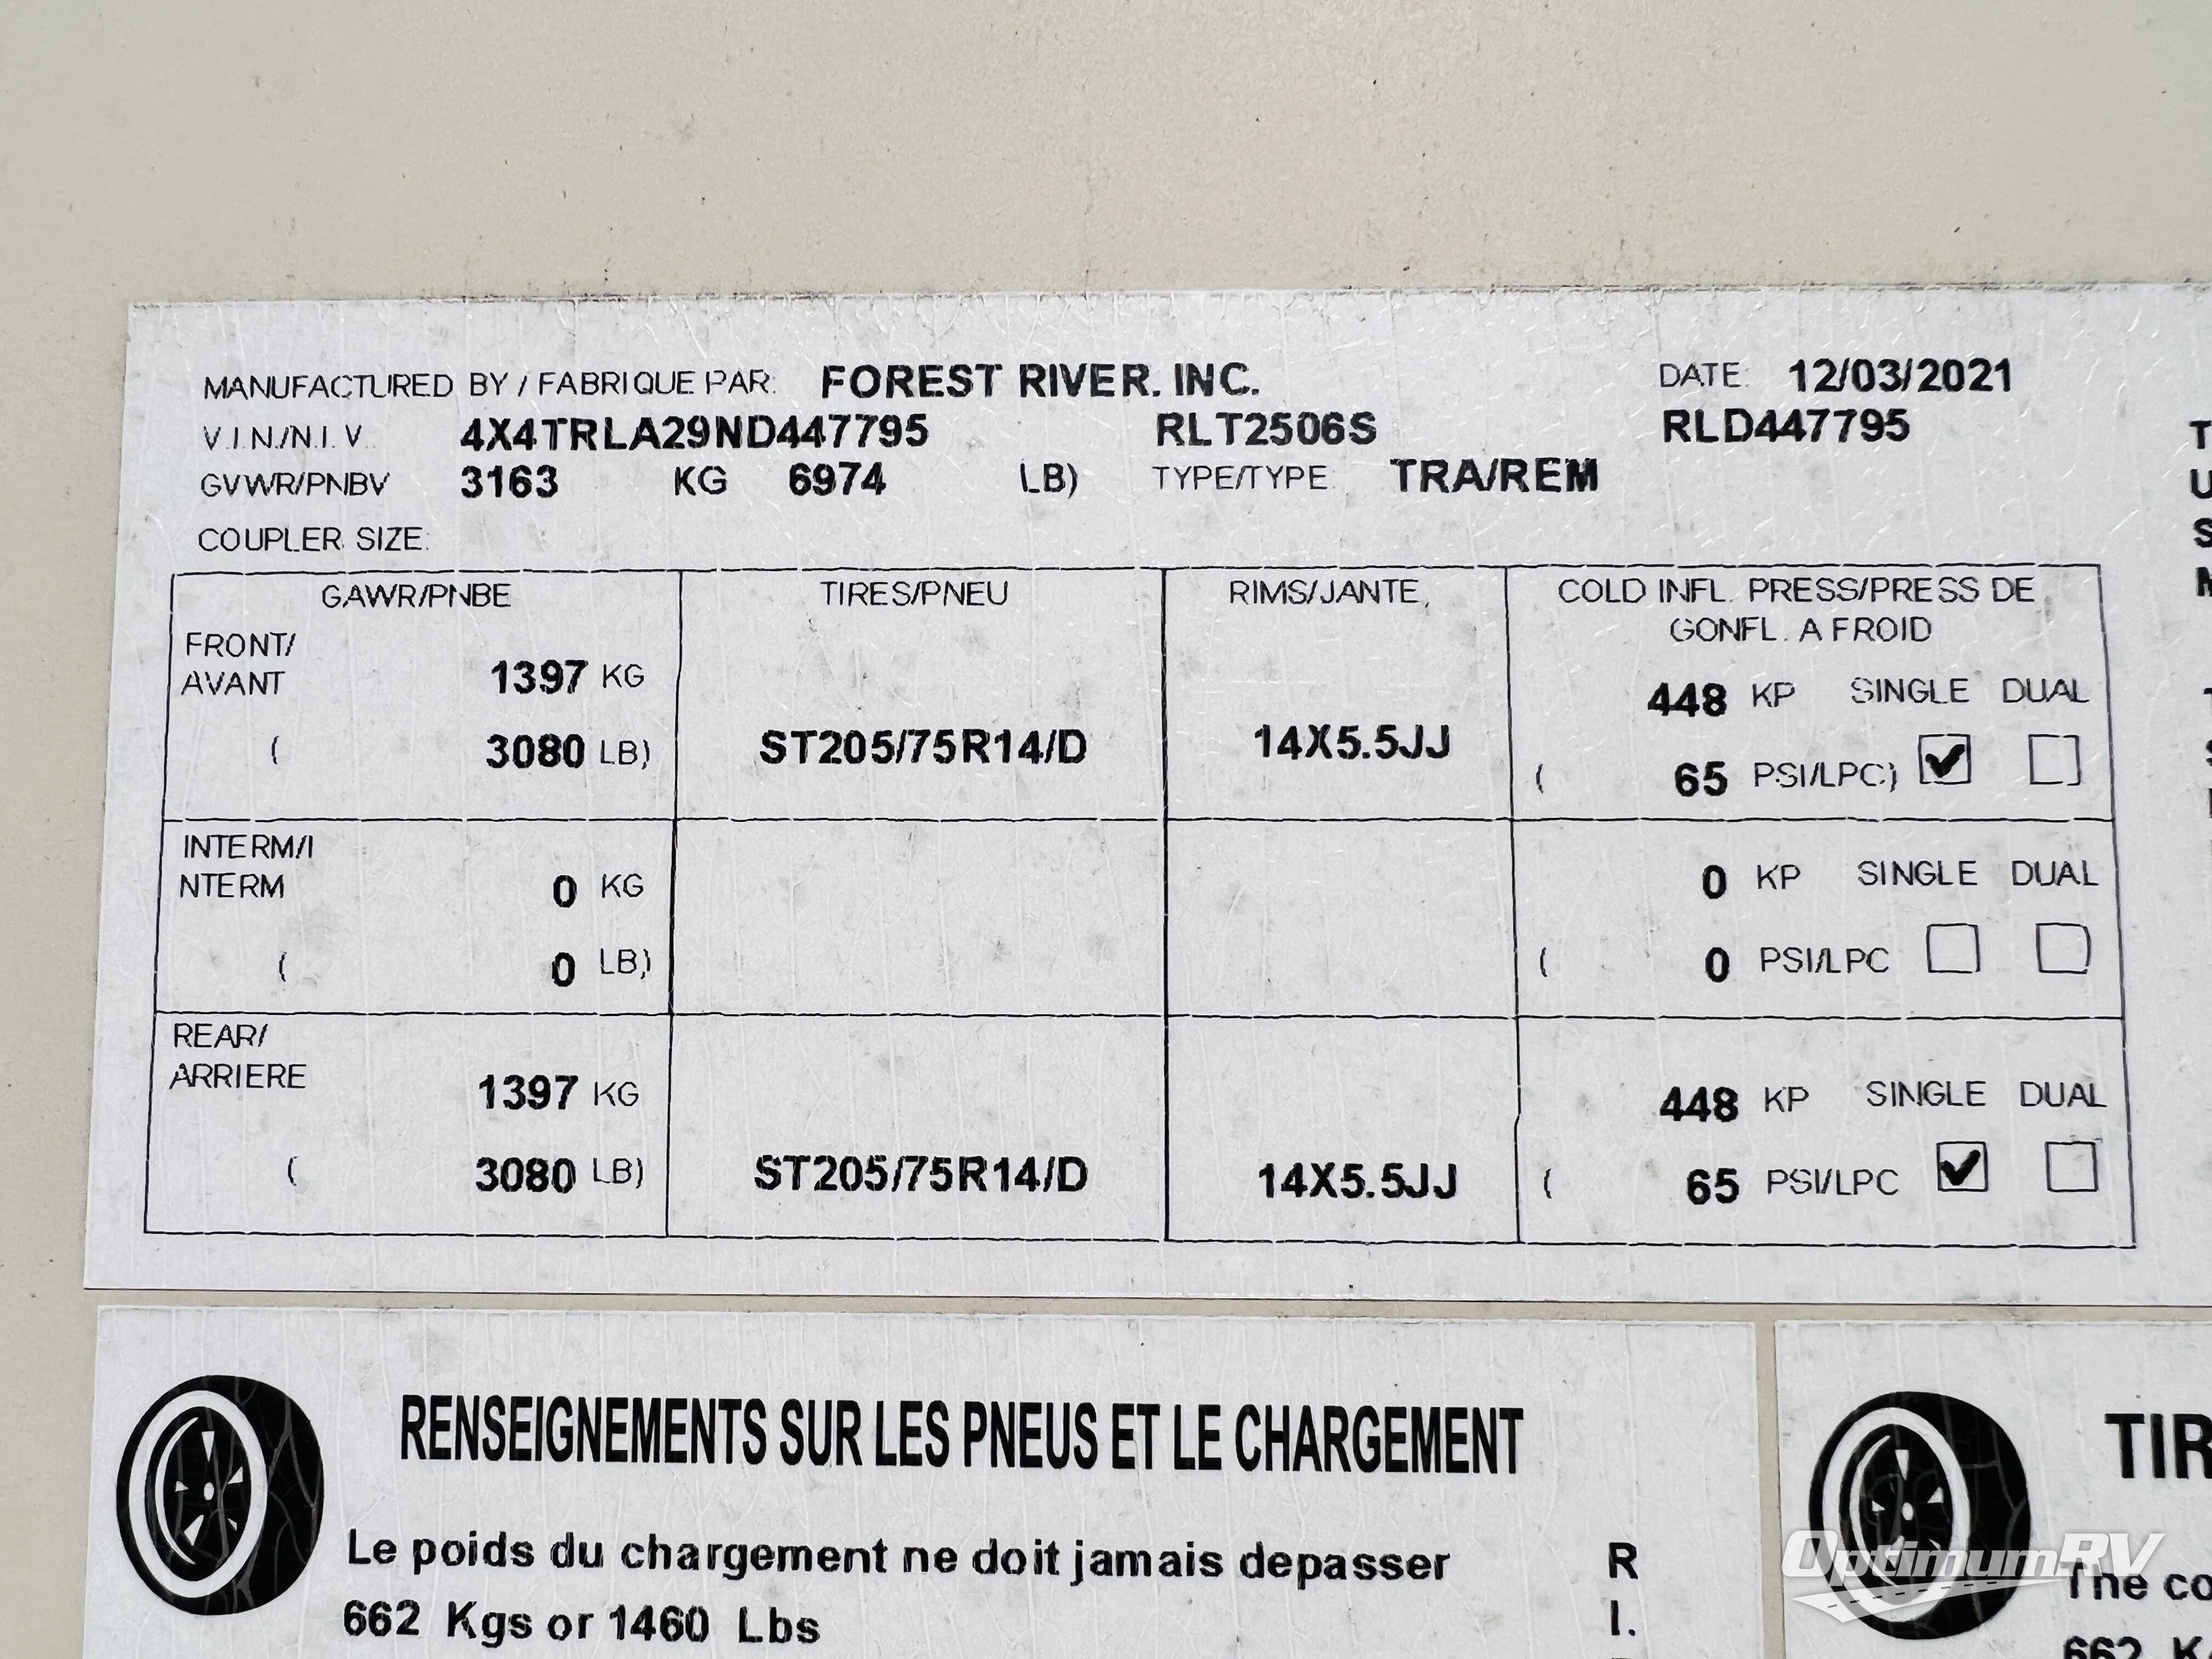 MANUFACTURED BY / FABRIQUE PAR: FOREST RIVER. INC. DATE: 12/03/2021
V.I.N./N.I.V. 4X4TRLA29ND447795 RLT2506S RLD447795
GVWR/PNBV 3163 KG 6974 LB) TYPE/TYPE: TRA/REM
COUPLER SIZE:
GAWR/PNBE TIRES/PNEU RIMS/JANTE, COLD INFL. PRESS/PRESS DE
GONFL. A FROID
FRONT/
AVANT 1397 KG 448 KP SINGLE DUAL
( 3080 LB) ST205/75R14/D 14X5.5JJ ( 65 PSI/LPC)
INTERM/I
NTERM 0 KG 0 KP SINGLE DUAL
( 0 LB) ( 0 PSI/LPC
REAR/
ARRIERE 1397 KG 448 KP SINGLE DUAL
( 3080 LB) ST205/75R14/D 14X5.5JJ ( 65 PSI/LPC
T
U
S
RENSEIGNEMENTS SUR LES PNEUS ET LE CHARGEMENT
Le poids du chargement ne doit jamais depasser
662 Kgs or 1460 Lbs
R
I.
TIR
The co
662 K
OptimumRV